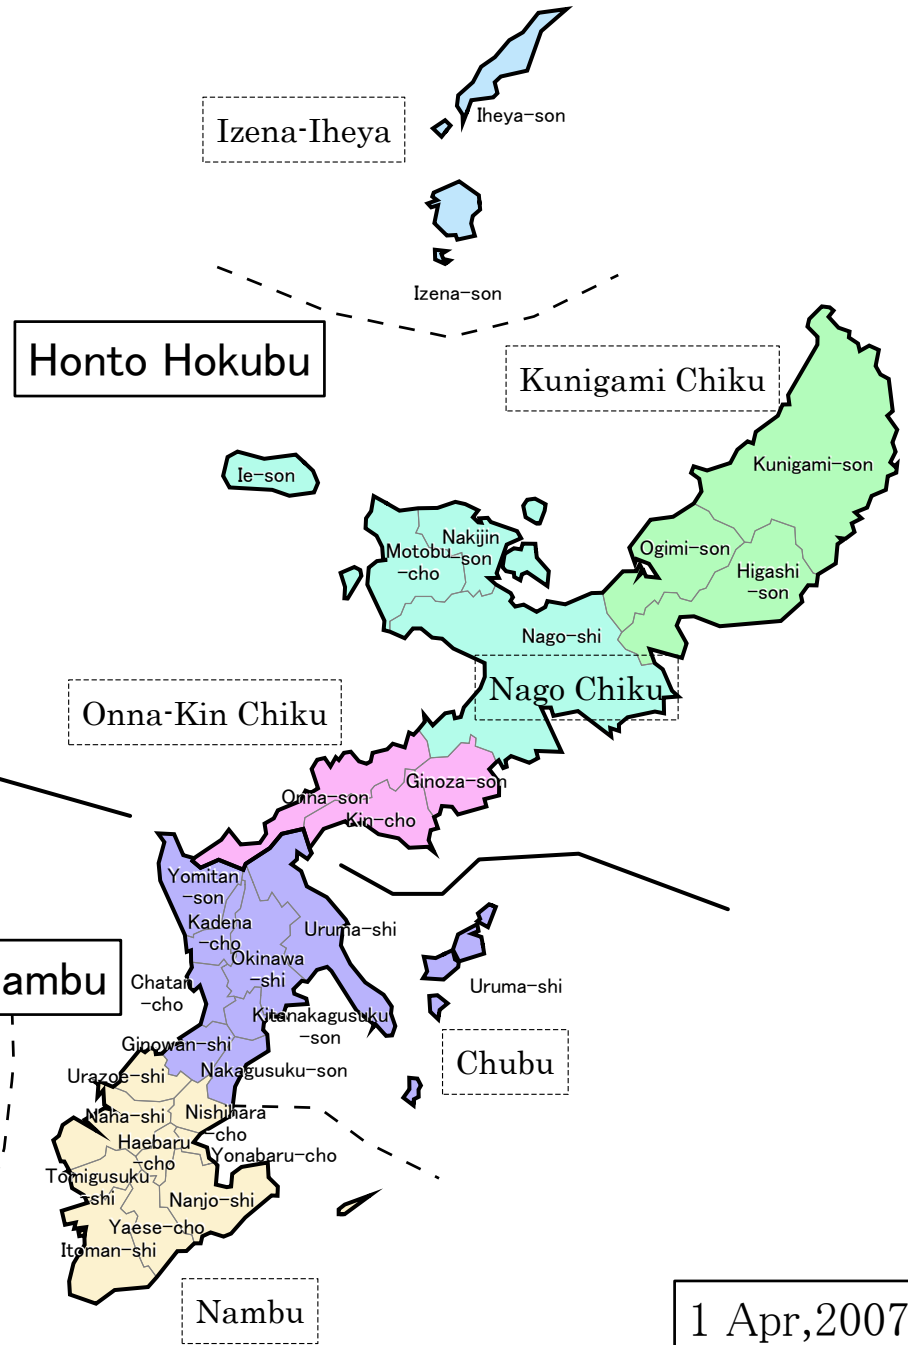 Iheya-son
Izena-Iheya
Izena-son
Honto Hokubu
Kunigami Chiku
Kunigami-son
Ie-son
Nakijin
-son
Motobu
-cho
Ogimi-son
Higashi
-son
Nago-shi
Nago Chiku
Onna-Kin Chiku
Ginoza-son
Onna-son
Kin-cho
Yomitan
-son
Kadena
-cho
Uruma-shi
Okinawa
-shi
Chatan
-cho
ambu
Uruma-shi
Kitanakagusuku
-son
Ginowan-shi
Chubu
Nakagusuku-son
Urazoe-shi
Naha-shi
Nishihara
-cho
Haebaru
-cho
Yonabaru-cho
Tomigusuku
-shi
Nanjo-shi
Yaese-cho
Itoman-shi
Nambu
1 Apr,2007